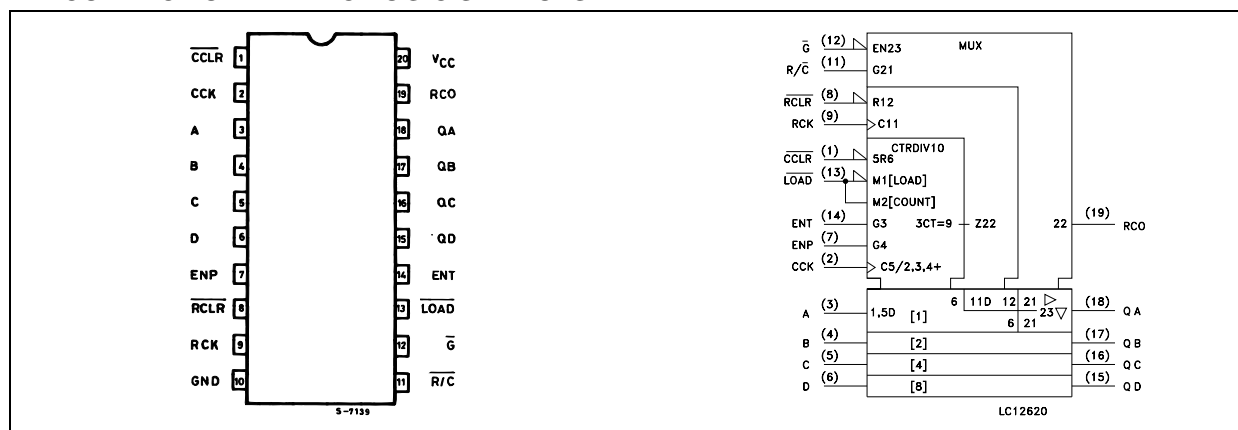 CCLR 1 20 VCC
CCK 2 19 RCO
A 3 18 QA
B 4 17 QB
C 5 16 QC
D 6 15 QD
ENP 7 14 ENT
RCLR 8 13 LOAD
RCK 9 12 G
GND 10 11 R/C
S-7139
G (12) EN23 MUX
R/C (11) G21
RCLR (8) R12
RCK (9) C11
CTRDIV10
CCLR (1) 5R6
LOAD (13) M1[LOAD]
M2[COUNT]
ENT (14) G3 3CT=9 Z22 22 (19) RCO
ENP (7) G4
CCK (2) C5/2,3,4+
6 11D 12 21
A (3) 1,5D [1] 23 (18) QA
6 21
B (4) [2] (17) QB
C (5) [4] (16) QC
D (6) [8] (15) QD
LC12620